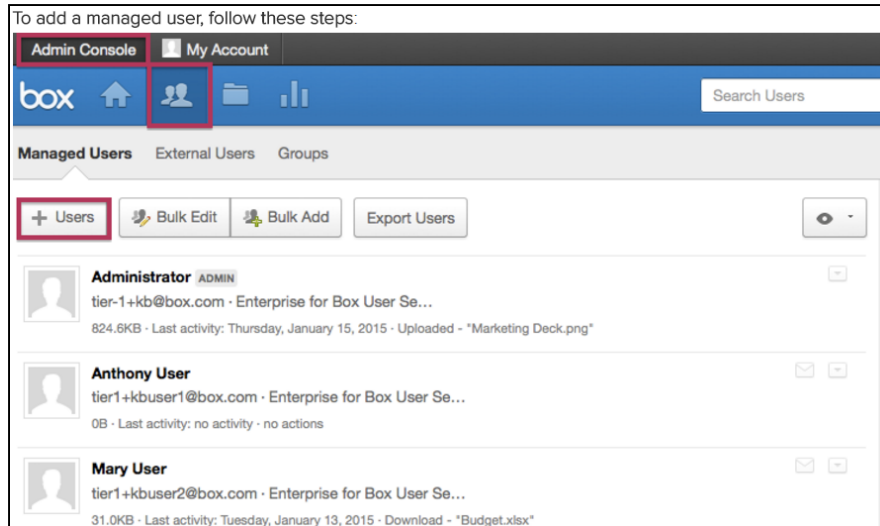 To add a managed user, follow these steps:
Admin Console My Account
box Search Users
Managed Users External Users Groups
+ Users Bulk Edit Bulk Add Export Users
Administrator ADMIN
tier-1+kb@box.com · Enterprise for Box User Se...
824.6KB · Last activity: Thursday, January 15, 2015 · Uploaded - "Marketing Deck.png"
Anthony User
tier1+kbuser1@box.com · Enterprise for Box User Se...
0B · Last activity: no activity · no actions
Mary User
tier1+kbuser2@box.com · Enterprise for Box User Se...
31.0KB · Last activity: Tuesday, January 13, 2015 · Download - "Budget.xlsx"